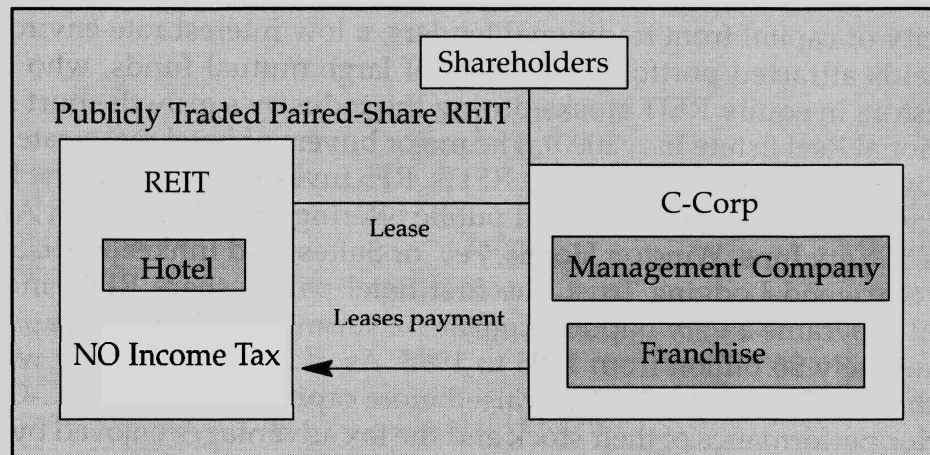 Shareholders
Publicly Traded Paired-Share REIT
REIT
Hotel
NO Income Tax
Lease
Leases payment
C-Corp
Management Company
Franchise